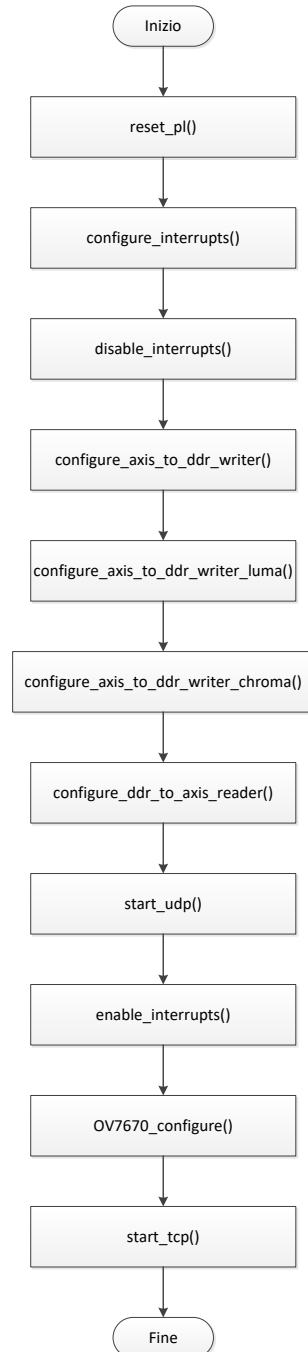 Inizio
reset_pl()
configure_interrupts()
disable_interrupts()
configure_axis_to_ddr_writer()
configure_axis_to_ddr_writer_luma()
configure_axis_to_ddr_writer_chroma()
configure_ddr_to_axis_reader()
start_udp()
enable_interrupts()
OV7670_configure()
start_tcp()
Fine